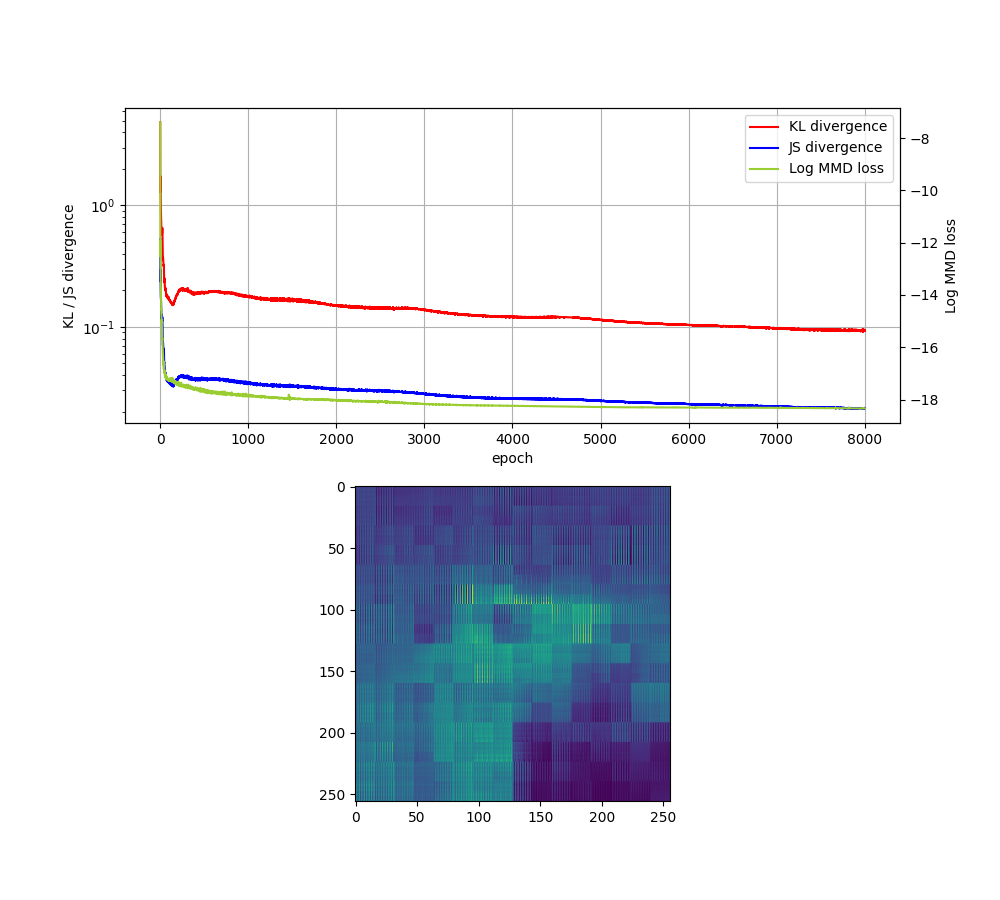 KL divergence
JS divergence
Log MMD loss
10⁰
10⁻¹
KL / JS divergence
−8
−10
−12
−14
−16
−18
Log MMD loss
0 1000 2000 3000 4000 5000 6000 7000 8000
epoch
0
50
100
150
200
250
0 50 100 150 200 250